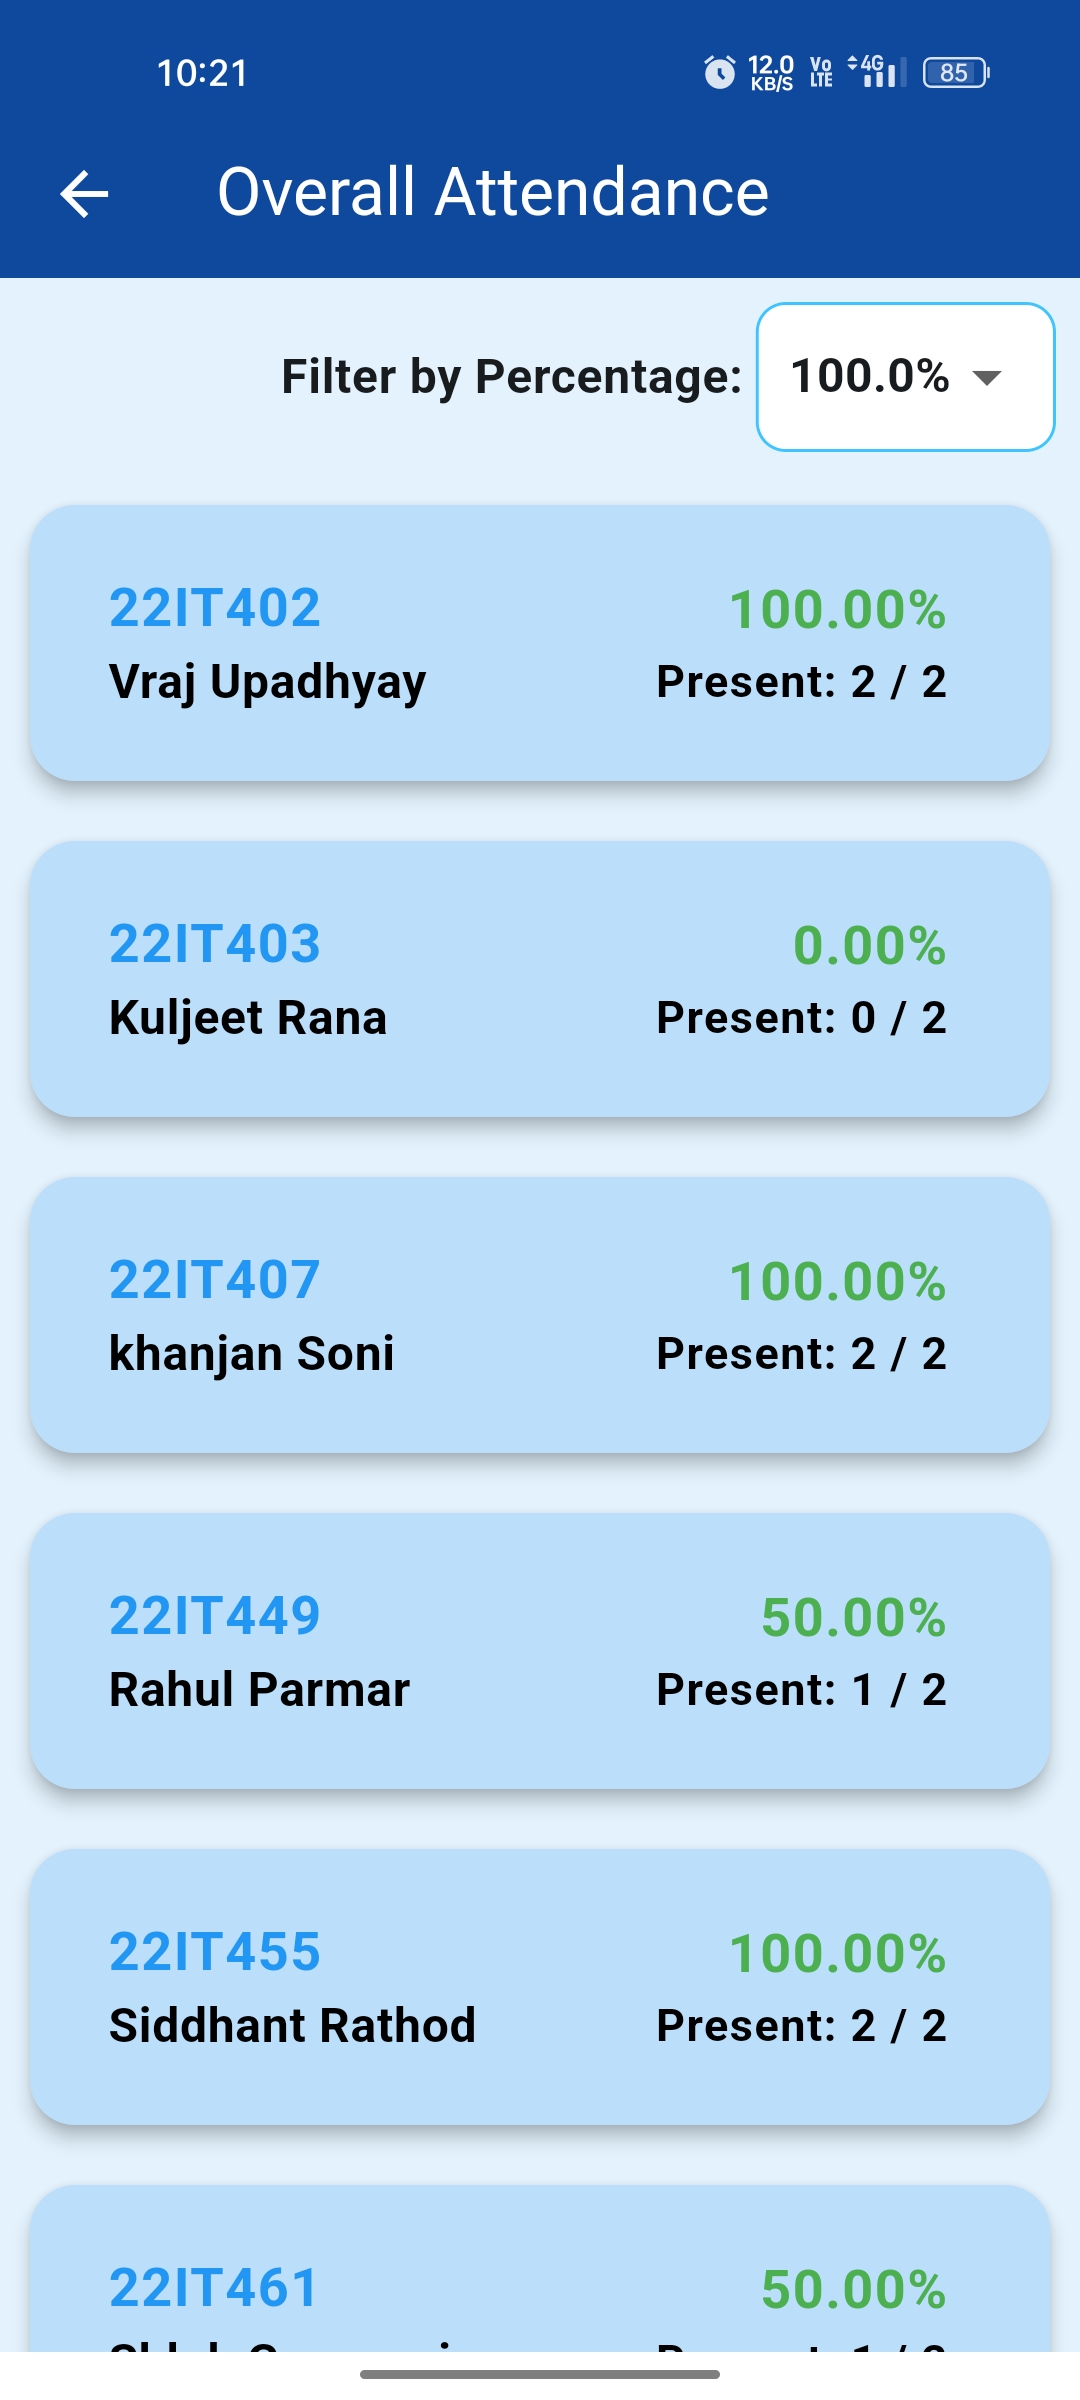 10:21
12.0 KB/S Vo LTE 4G 85
Overall Attendance
Filter by Percentage: 100.0%
22IT402 100.00%
Vraj Upadhyay Present: 2 / 2
22IT403 0.00%
Kuljeet Rana Present: 0 / 2
22IT407 100.00%
khanjan Soni Present: 2 / 2
22IT449 50.00%
Rahul Parmar Present: 1 / 2
22IT455 100.00%
Siddhant Rathod Present: 2 / 2
22IT461 50.00%